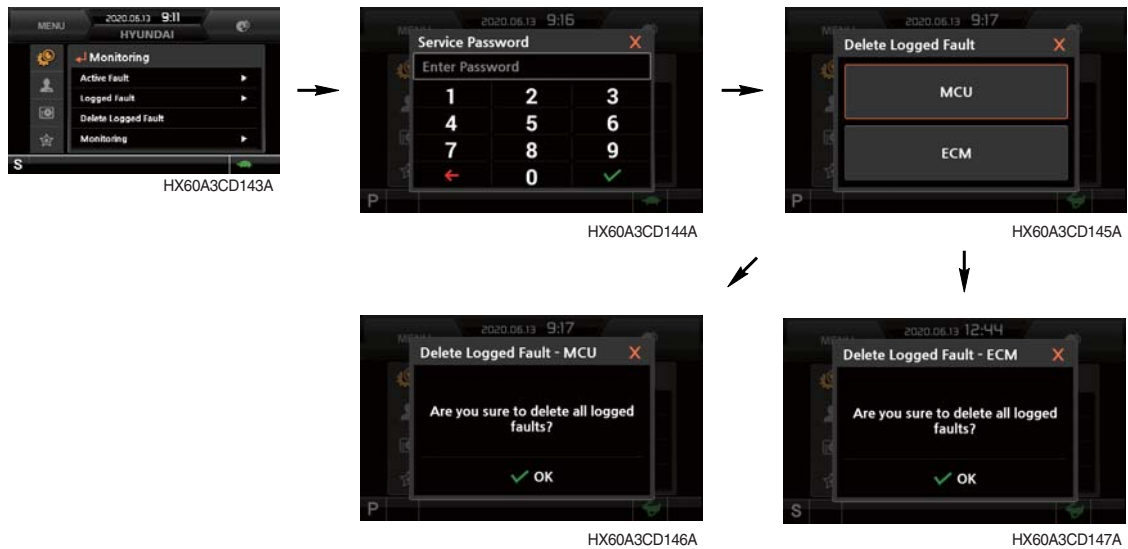 MENU
2020.06.13 9:11
HYUNDAI
Monitoring
Active Fault
Logged Fault
Delete Logged Fault
Monitoring
S
HX60A3CD143A
2020.06.13 9:16
Service Password X
Enter Password
1 2 3
4 5 6
7 8 9
0
P
HX60A3CD144A
2020.06.13 9:17
Delete Logged Fault X
MCU
ECM
P
HX60A3CD145A
2020.06.13 9:17
Delete Logged Fault - MCU X
Are you sure to delete all logged
faults?
OK
P
HX60A3CD146A
2020.06.13 12:44
Delete Logged Fault - ECM X
Are you sure to delete all logged
faults?
OK
S
HX60A3CD147A